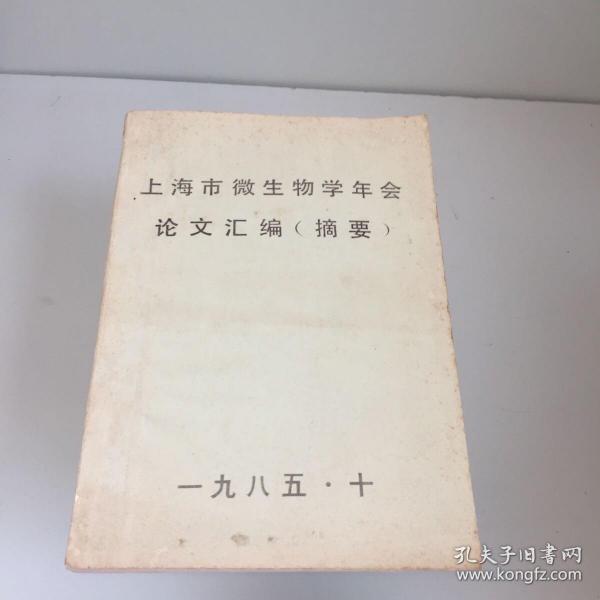 上海市微生物学年会
论文汇编（摘要）
一九八五·十
孔夫子旧书网
www.kongfz.com